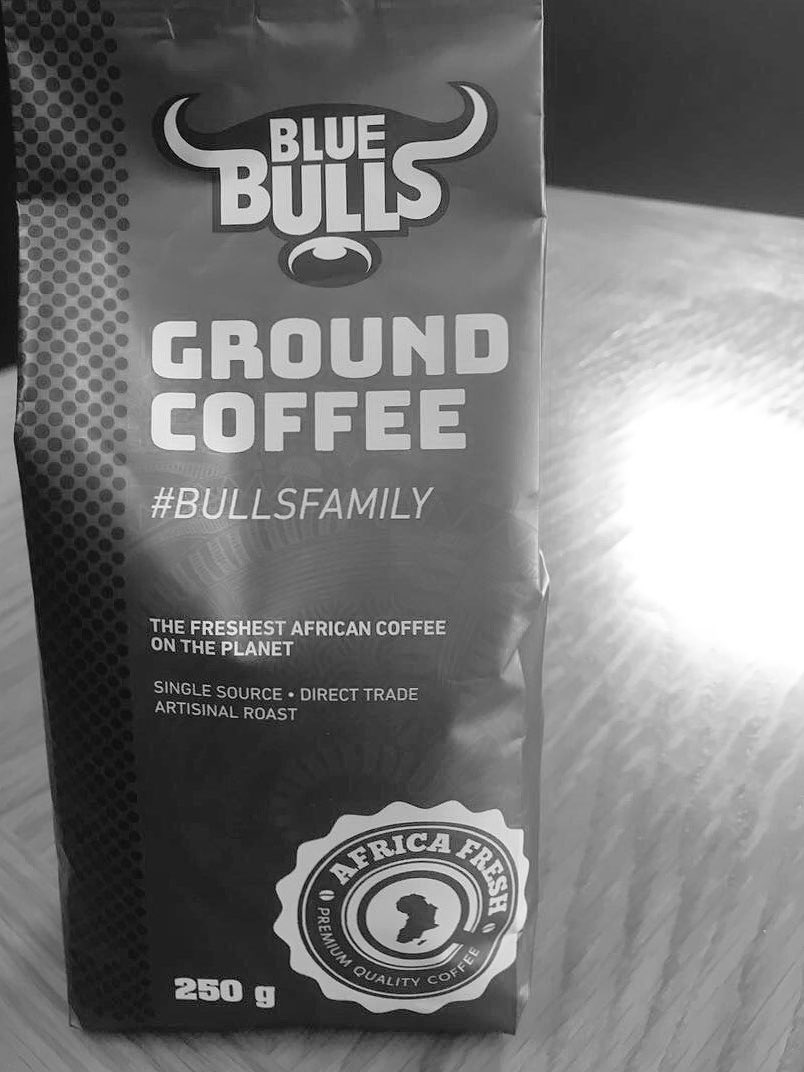 BLUE
BULLS
GROUND
COFFEE
#BULLSFAMILY
THE FRESHEST AFRICAN COFFEE
ON THE PLANET
SINGLE SOURCE • DIRECT TRADE
ARTISINAL ROAST
AFRICA FRESH
PREMIUM QUALITY COFFEE
250 g